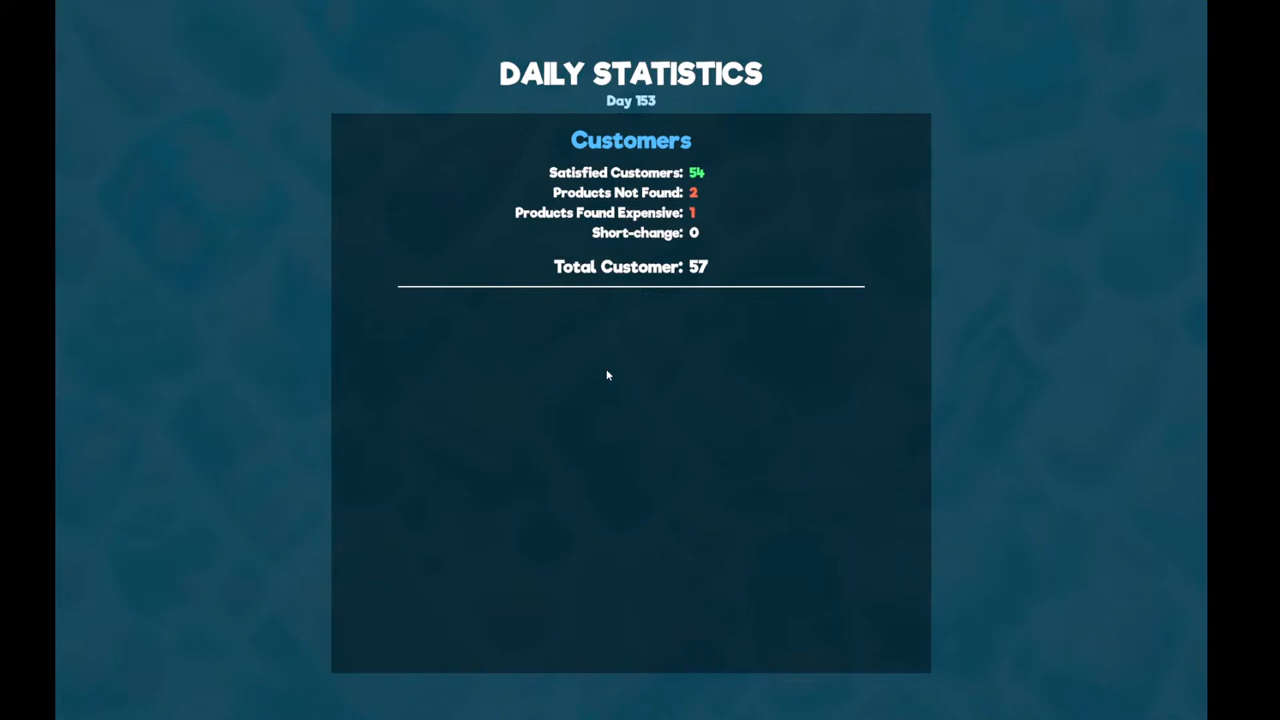 DAILY STATISTICS
Day 153
Customers
Satisfied Customers: 54
Products Not Found: 2
Products Found Expensive: 1
Short-change: 0
Total Customer: 57